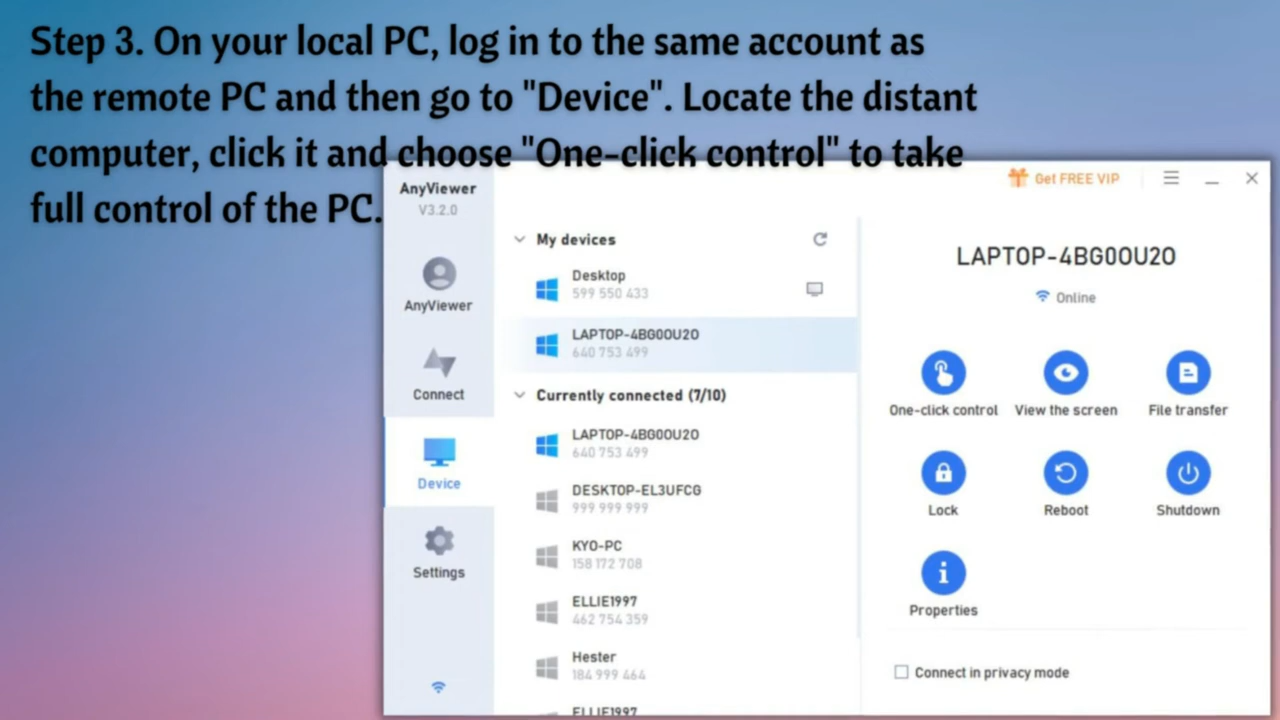 Step 3. On your local PC, log in to the same account as
the remote PC and then go to "Device". Locate the distant
computer, click it and choose "One-click control" to take
full control of the PC.
AnyViewer
V3.2.0
Get FREE VIP
AnyViewer
Connect
Device
Settings
My devices
Desktop
599 550 433
LAPTOP-4BG0OU2O
640 753 499
Currently connected (7/10)
LAPTOP-4BG0OU2O
640 753 499
DESKTOP-EL3UFCG
999 999 999
KYO-PC
158 172 708
ELLIE1997
462 754 359
Hester
184 999 464
ELLIE1997
LAPTOP-4BG0OU2O
Online
One-click control
View the screen
File transfer
Lock
Reboot
Shutdown
Properties
Connect in privacy mode